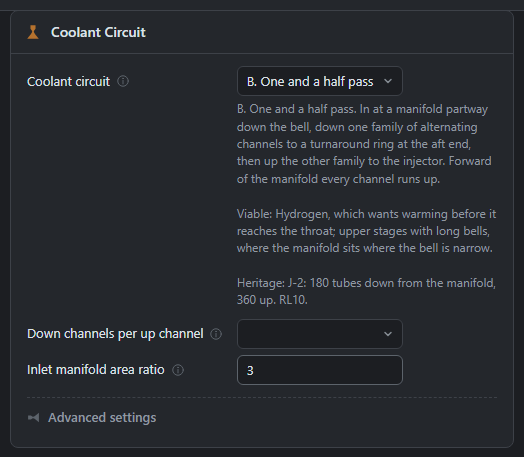 Coolant Circuit
Coolant circuit
B. One and a half pass
B. One and a half pass. In at a manifold partway
down the bell, down one family of alternating
channels to a turnaround ring at the aft end,
then up the other family to the injector. Forward
of the manifold every channel runs up.
Viable: Hydrogen, which wants warming before it
reaches the throat; upper stages with long bells,
where the manifold sits where the bell is narrow.
Heritage: J-2: 180 tubes down from the manifold,
360 up. RL10.
Down channels per up channel
Inlet manifold area ratio
3
Advanced settings